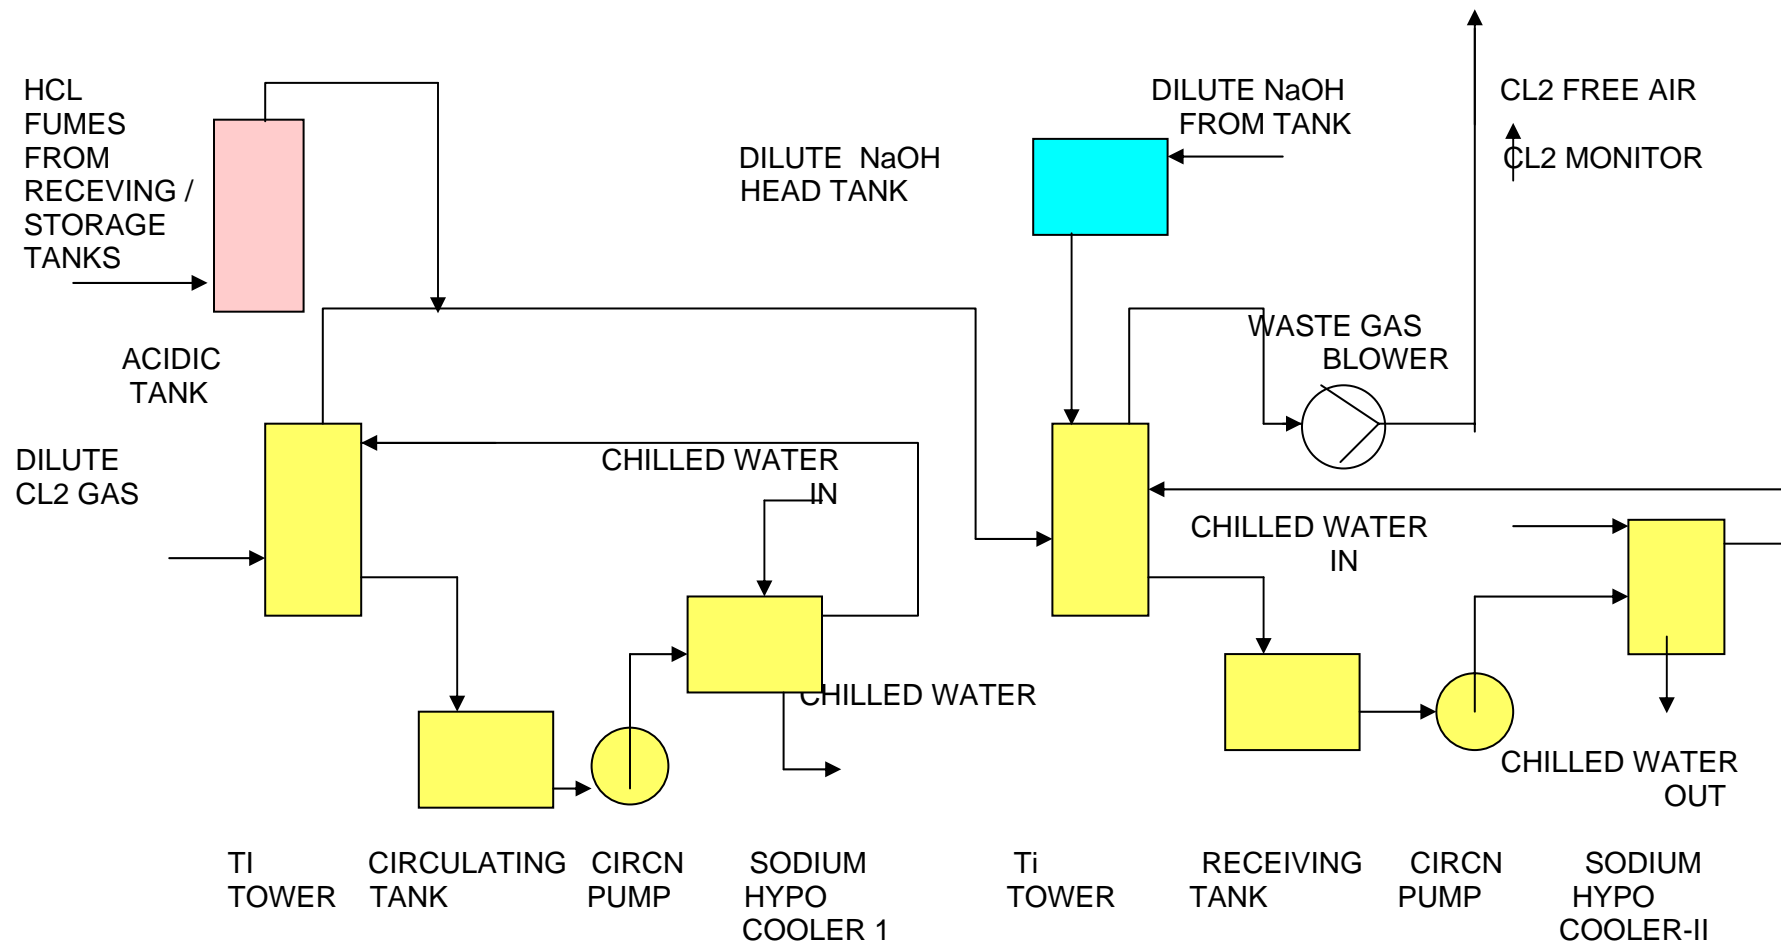 HCL
FUMES
FROM
RECEVING /
STORAGE
TANKS
DILUTE NaOH
FROM TANK
CL2 FREE AIR
DILUTE  NaOH
HEAD TANK
CL2 MONITOR
WASTE GAS
BLOWER
ACIDIC
TANK
DILUTE
CL2 GAS
CHILLED WATER
IN
CHILLED WATER
IN
CHILLED WATER
CHILLED WATER
OUT
TI
TOWER
CIRCULATING
TANK
CIRCN
PUMP
SODIUM
HYPO
COOLER 1
Ti
TOWER
RECEIVING
TANK
CIRCN
PUMP
SODIUM
HYPO
COOLER-II